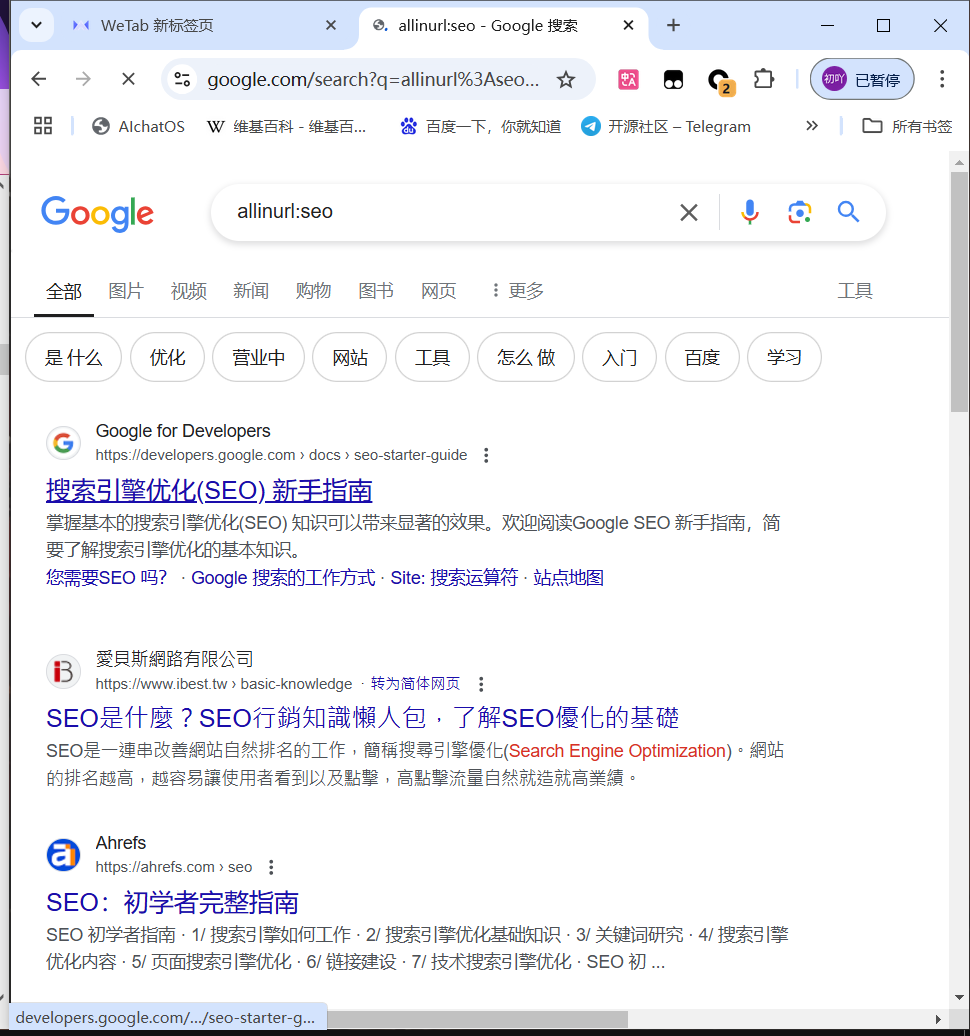 WeTab 新标签页
allinurl:seo - Google 搜索
google.com/search?q=allinurl%3Aseo...
2
初吖
已暂停
AIchatOS
维基百科 - 维基百...
百度一下，你就知道
开源社区 – Telegram
所有书签
Google
allinurl:seo
全部 图片 视频 新闻 购物 图书 网页 更多 工具
是 什么 优化 营业中 网站 工具 怎么 做 入门 百度 学习
Google for Developers
https://developers.google.com › docs › seo-starter-guide
搜索引擎优化(SEO) 新手指南
掌握基本的搜索引擎优化(SEO) 知识可以带来显著的效果。欢迎阅读Google SEO 新手指南，简
要了解搜索引擎优化的基本知识。
您需要SEO 吗？ · Google 搜索的工作方式 · Site: 搜索运算符 · 站点地图
愛貝斯網路有限公司
https://www.ibest.tw › basic-knowledge · 转为简体网页
SEO是什麼？SEO行銷知識懶人包，了解SEO優化的基礎
SEO是一連串改善網站自然排名的工作，簡稱搜尋引擎優化(Search Engine Optimization)。網站
的排名越高，越容易讓使用者看到以及點擊，高點擊流量自然就造就高業績。
Ahrefs
https://ahrefs.com › seo
SEO：初学者完整指南
SEO 初学者指南 · 1/ 搜索引擎如何工作 · 2/ 搜索引擎优化基础知识 · 3/ 关键词研究 · 4/ 搜索引擎
优化内容 · 5/ 页面搜索引擎优化 · 6/ 链接建设 · 7/ 技术搜索引擎优化 · SEO 初 ...
developers.google.com/.../seo-starter-g...